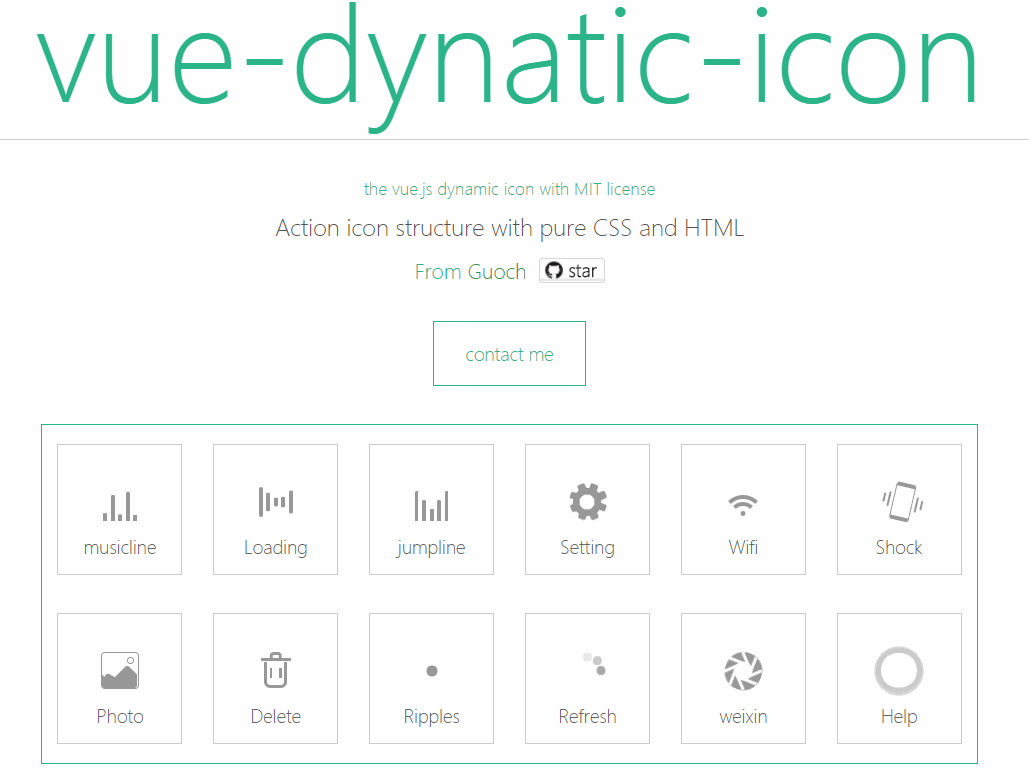 vue-dynatic-icon
the vue.js dynamic icon with MIT license
Action icon structure with pure CSS and HTML
From Guoch star
contact me
musicline Loading jumpline Setting Wifi Shock
Photo Delete Ripples Refresh weixin Help